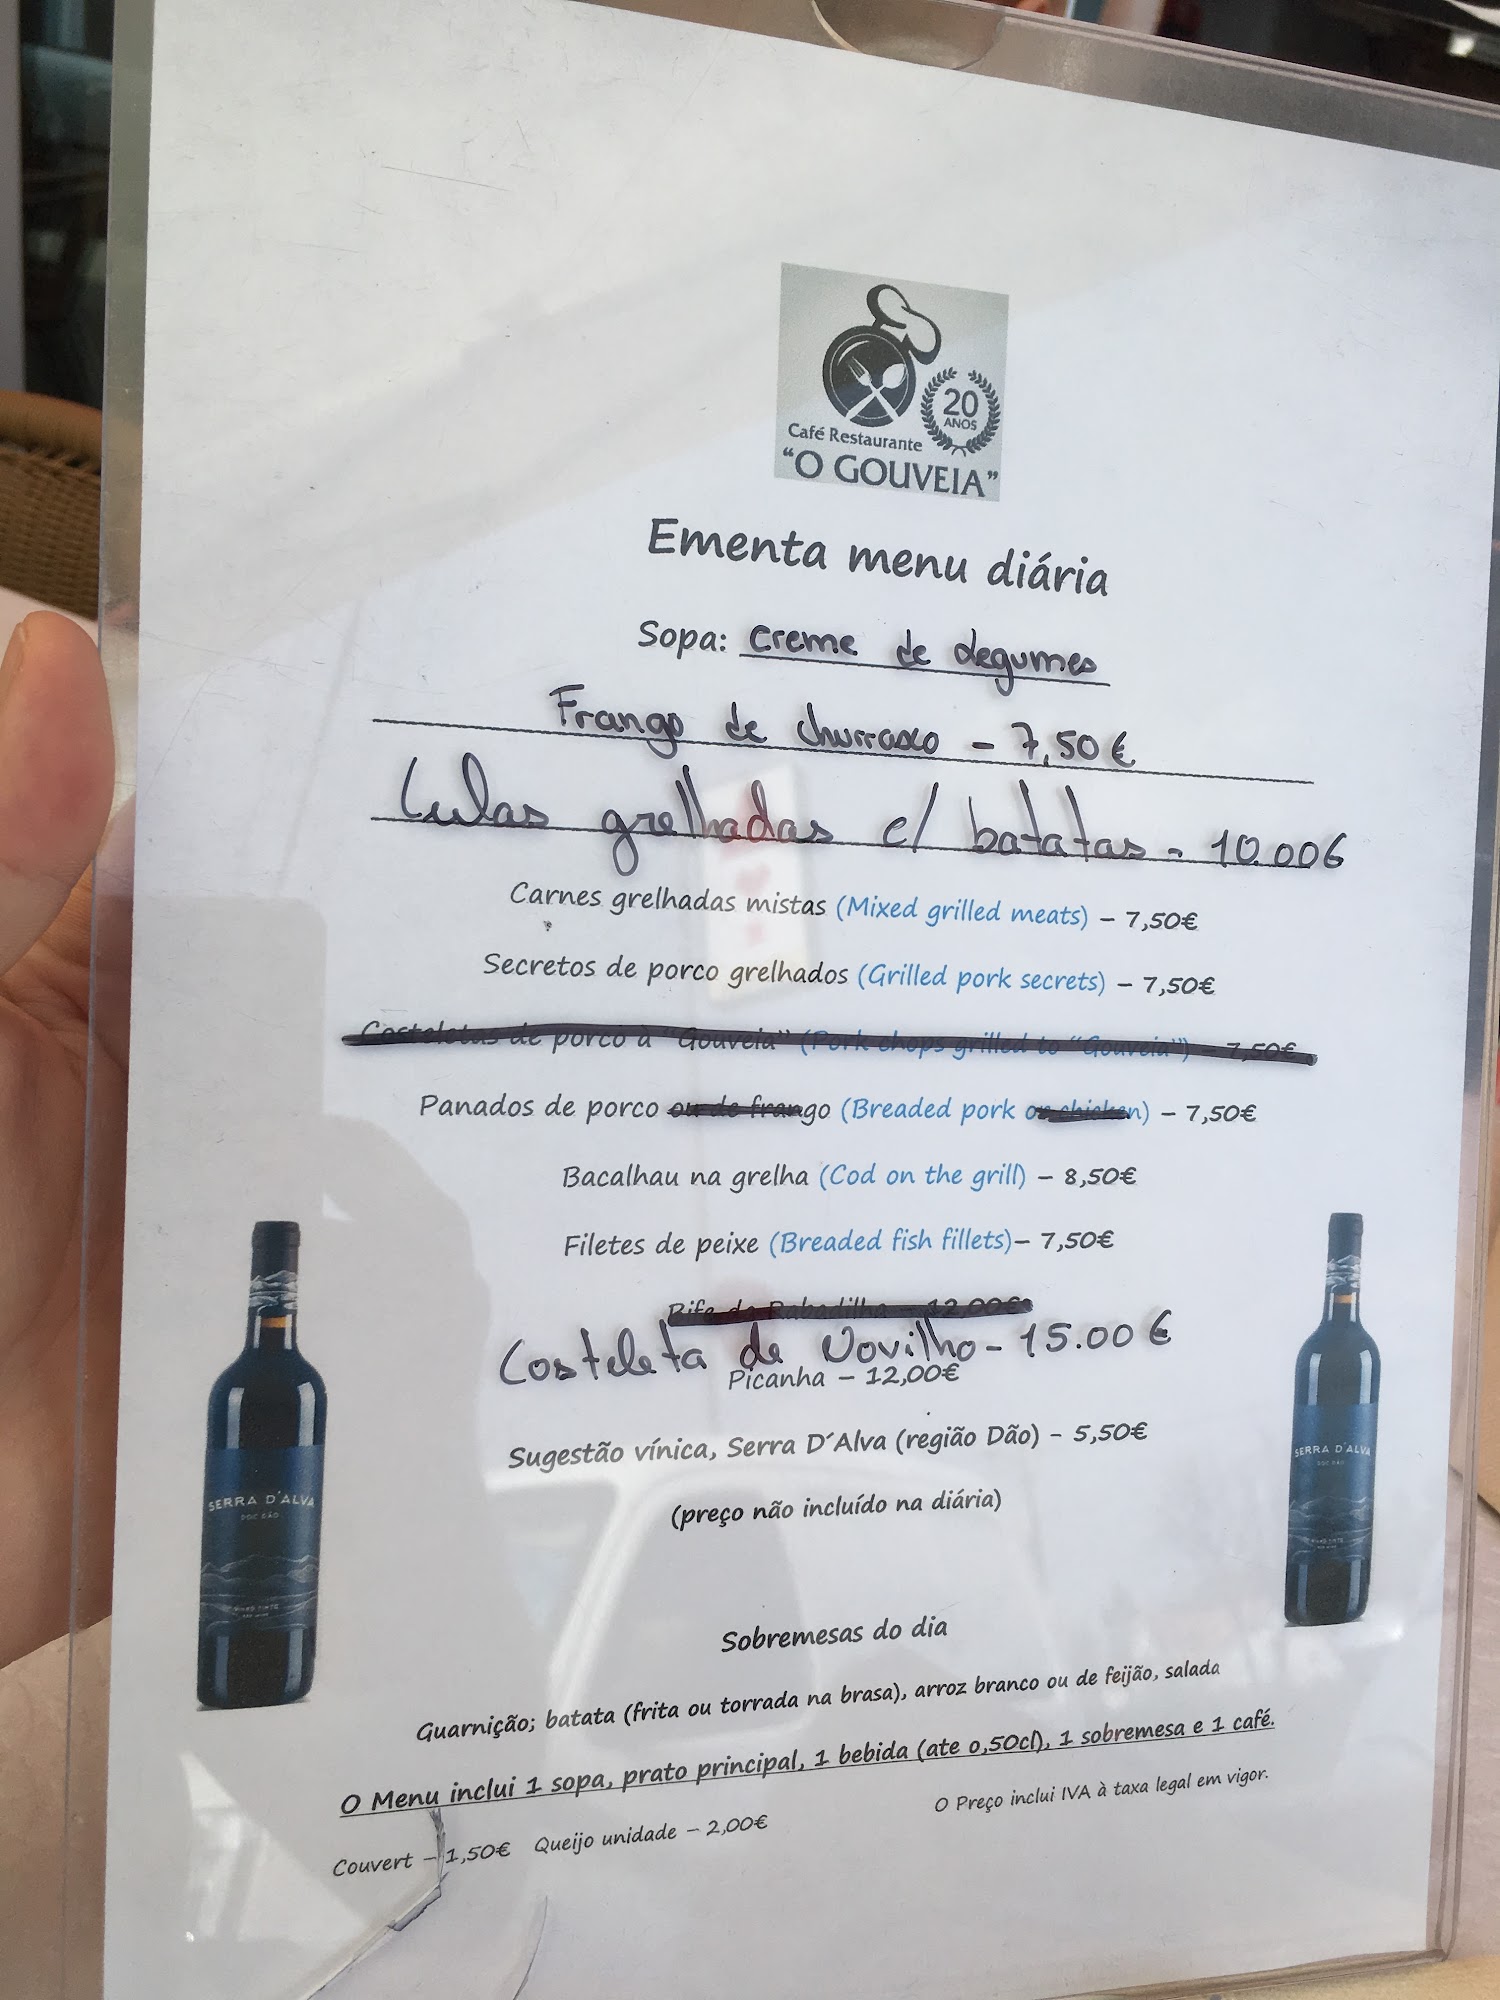 20
ANOS
Café Restaurante
"O GOUVEIA"
Ementa menu diária
Sopa: Creme de Legumes
Frango de churrasco - 7,50€
Lulas grelhadas c/ batatas - 10.00€
Carnes grelhadas mistas (Mixed grilled meats) – 7,50€
Secretos de porco grelhados (Grilled pork secrets) – 7,50€
Costeletas de porco à "Gouveia" (Pork chops grilled to "Gouveia") – 7,50€
Panados de porco ou de frango (Breaded pork or chicken) – 7,50€
Bacalhau na grelha (Cod on the grill) – 8,50€
Filetes de peixe (Breaded fish fillets)– 7,50€
Bife da Rabadilha – 12,00€
Costeleta de Novilho - 15.00 €
Picanha – 12,00€
Sugestão vínica, Serra D´Alva (região Dão) – 5,50€
(preço não incluído na diária)
SERRA D'ALVA
DOC DÃO
SERRA D'ALVA
DOC DÃO
Sobremesas do dia
Guarnição; batata (frita ou torrada na brasa), arroz branco ou de feijão, salada
O Menu inclui 1 sopa, prato principal, 1 bebida (ate 0,50cl), 1 sobremesa e 1 café.
O Preço inclui IVA à taxa legal em vigor.
Couvert – 1,50€ Queijo unidade – 2,00€